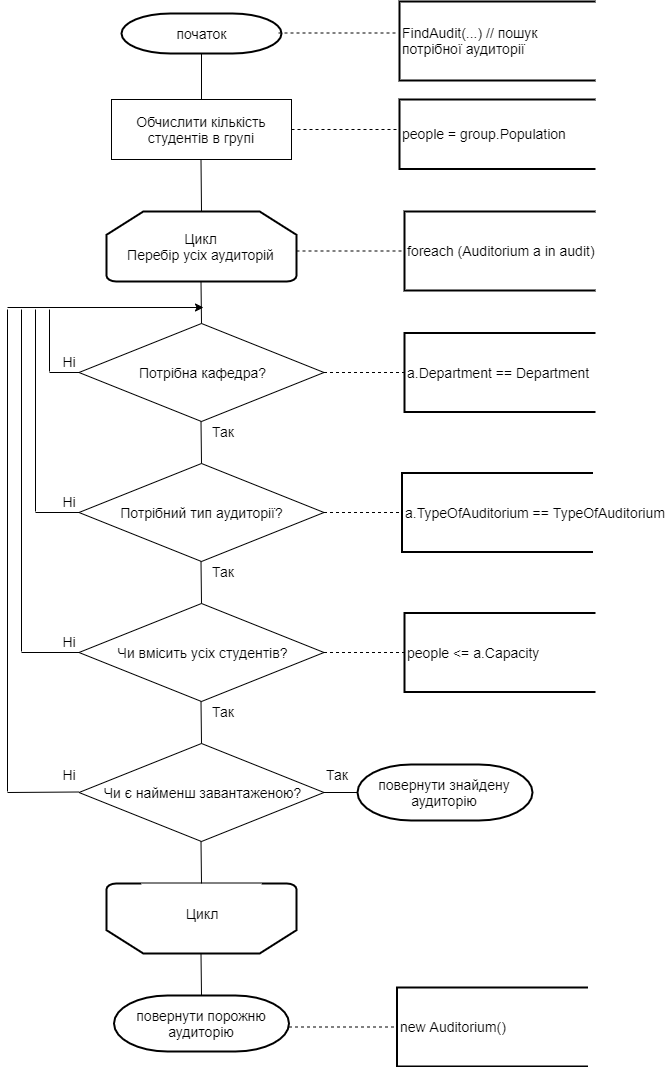 початок
FindAudit(...) // пошук
потрібної аудиторії
Обчислити кількість
студентів в групі
people = group.Population
Цикл
Перебір усіх аудиторій
foreach (Auditorium a in audit)
Ні
Потрібна кафедра?
a.Department == Department
Так
Ні
Потрібний тип аудиторії?
a.TypeOfAuditorium == TypeOfAuditorium
Так
Ні
Чи вмісить усіх студентів?
people <= a.Capacity
Так
Ні
Чи є найменш завантаженою?
Так
повернути знайдену
аудиторію
Цикл
повернути порожню
аудиторію
new Auditorium()